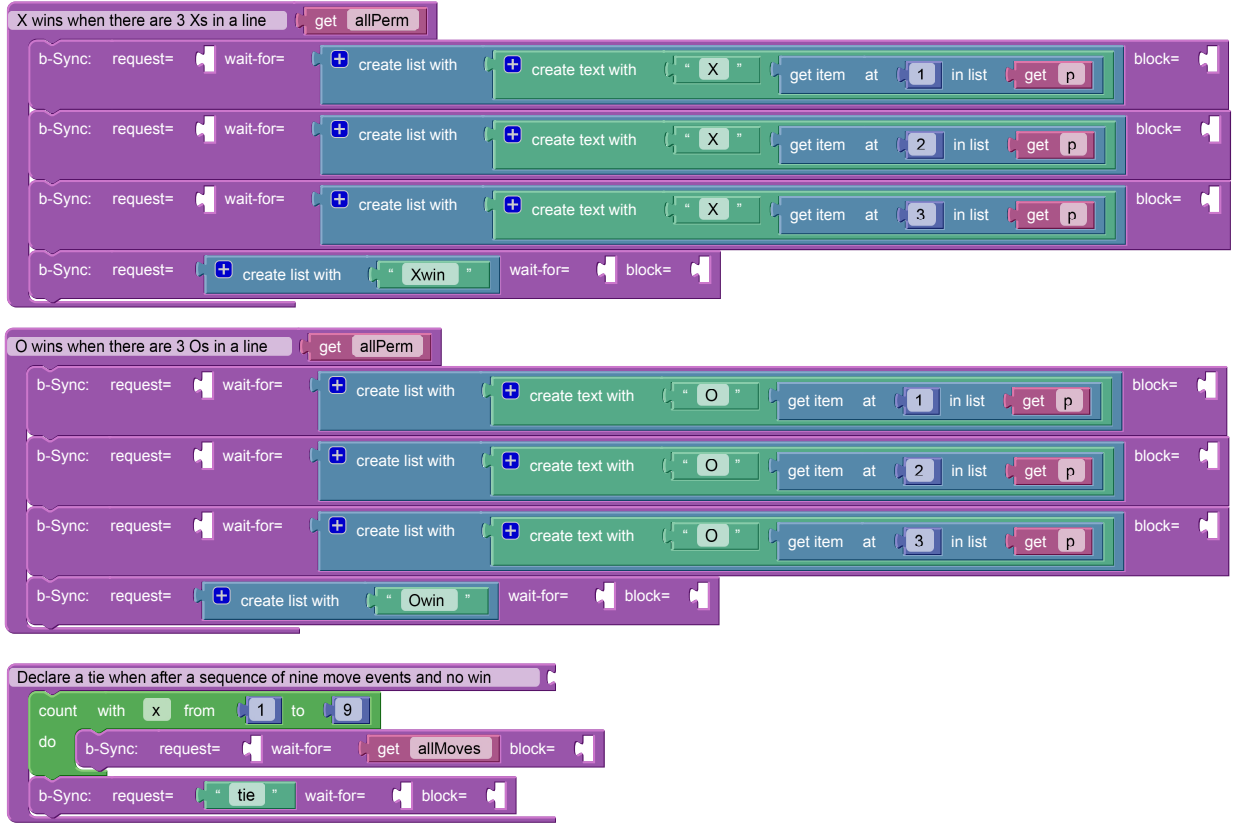 X wins when there are 3 Xs in a line get allPerm
b-Sync: request= wait-for= create list with create text with “ X ” get item at 1 in list get p block=
b-Sync: request= wait-for= create list with create text with “ X ” get item at 2 in list get p block=
b-Sync: request= wait-for= create list with create text with “ X ” get item at 3 in list get p block=
b-Sync: request= create list with “ Xwin ” wait-for= block=
O wins when there are 3 Os in a line get allPerm
b-Sync: request= wait-for= create list with create text with “ O ” get item at 1 in list get p block=
b-Sync: request= wait-for= create list with create text with “ O ” get item at 2 in list get p block=
b-Sync: request= wait-for= create list with create text with “ O ” get item at 3 in list get p block=
b-Sync: request= create list with “ Owin ” wait-for= block=
Declare a tie when after a sequence of nine move events and no win
count with x from 1 to 9
do b-Sync: request= wait-for= get allMoves block=
b-Sync: request= “ tie ” wait-for= block=